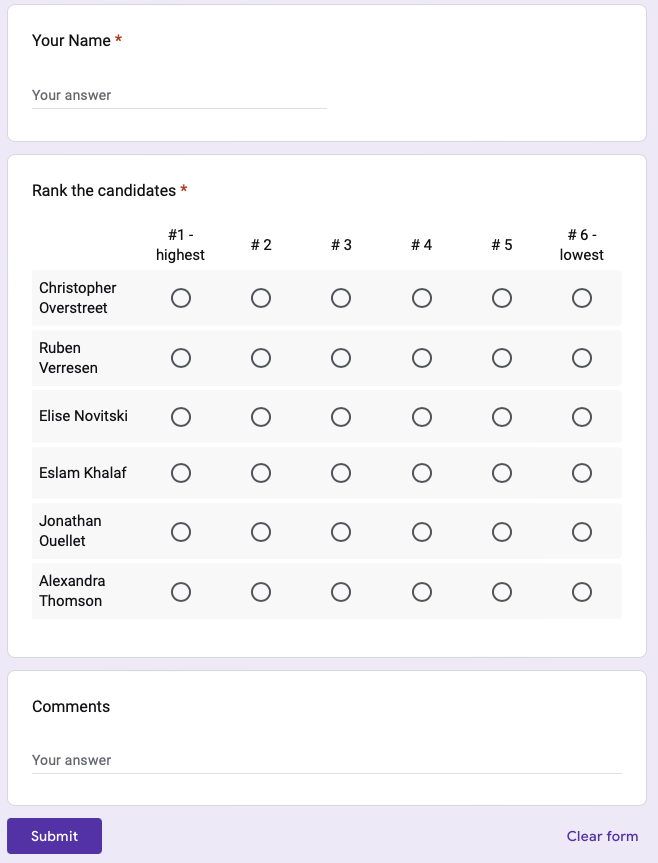 Your Name *
Your answer
Rank the candidates *
#1 - highest
# 2
# 3
# 4
# 5
# 6 - lowest
Christopher
Overstreet
Ruben
Verresen
Elise Novitski
Eslam Khalaf
Jonathan
Ouellet
Alexandra
Thomson
Comments
Your answer
Submit
Clear form